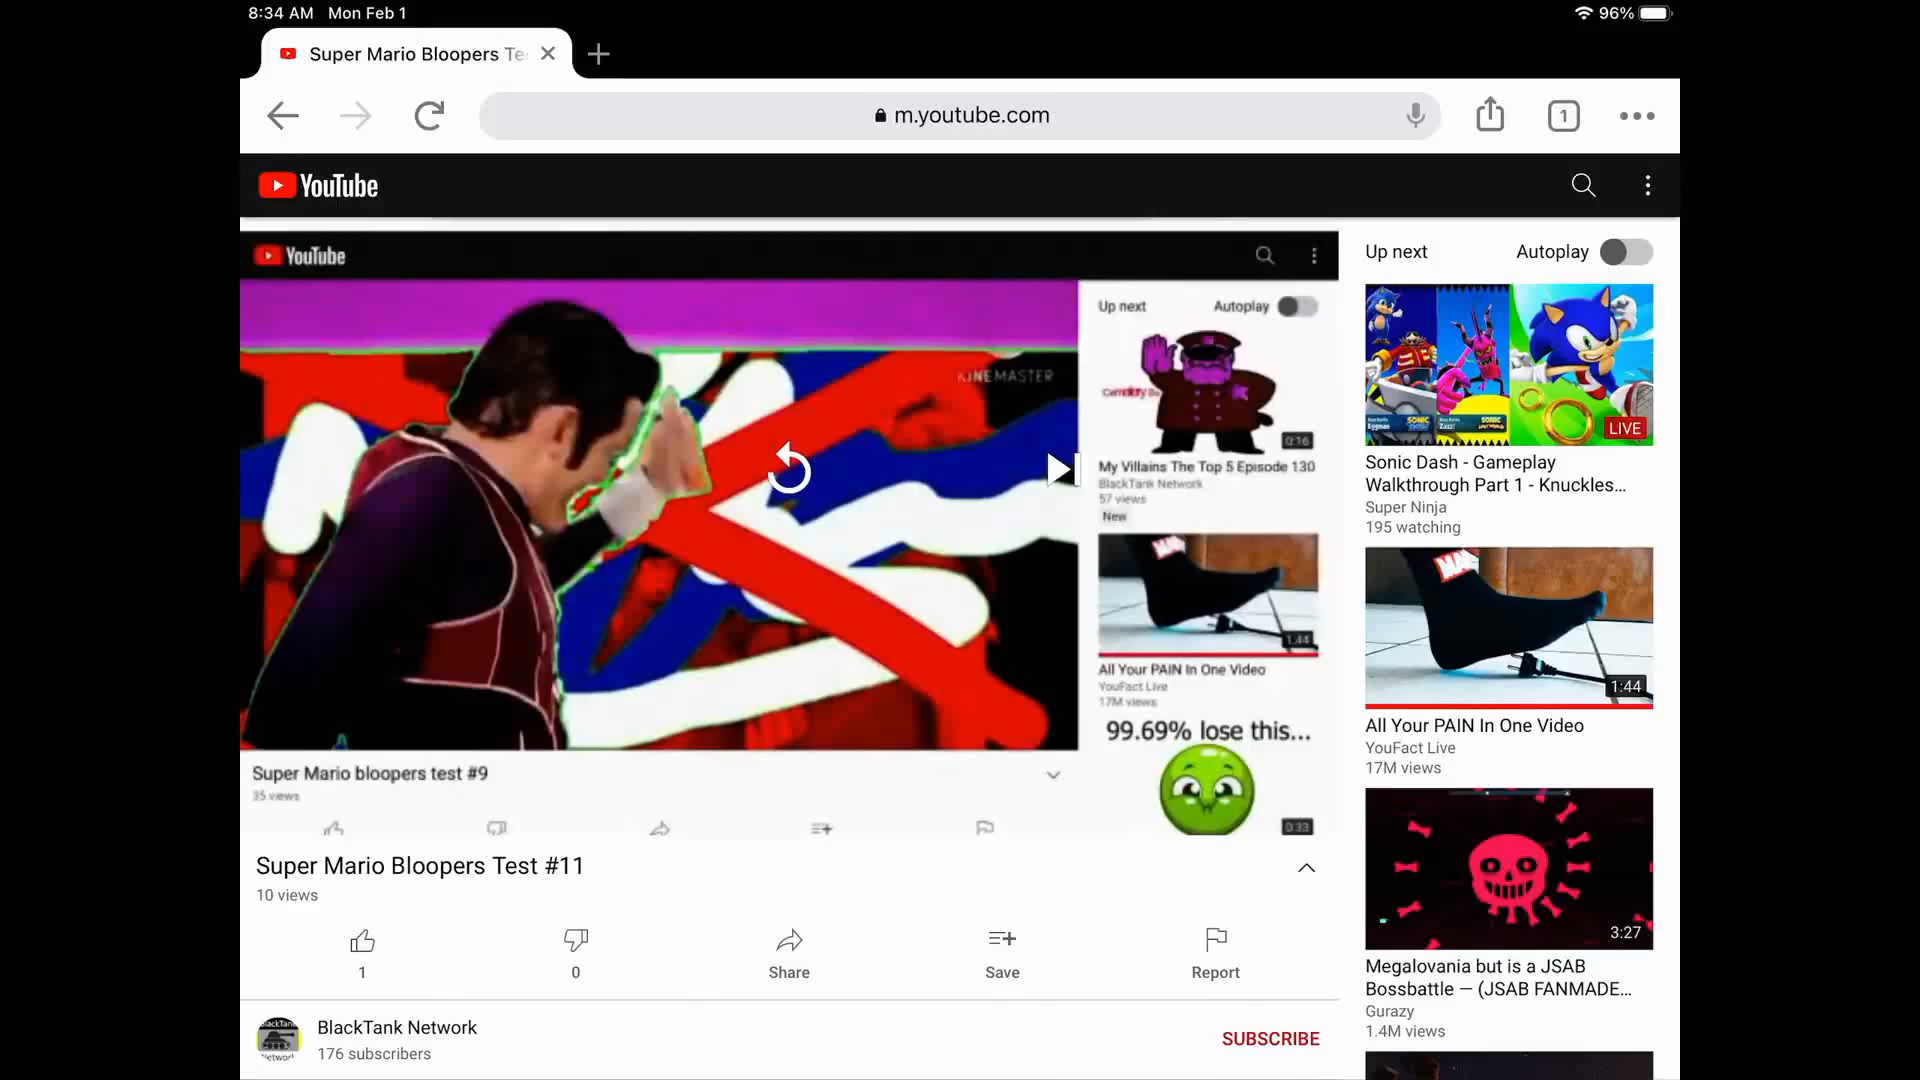 8:34 AM Mon Feb 1
96%
Super Mario Bloopers Te
m.youtube.com
1
YouTube
YouTube
Up next Autoplay
KINEMASTER
0:16
My Villains The Top 5 Episode 130
BlackTank Network
57 views
New
1:44
All Your PAIN In One Video
YouFact Live
17M views
99.69% lose this...
0:33
Super Mario bloopers test #9
35 views
Super Mario Bloopers Test #11
10 views
1
0
Share
Save
Report
BlackTank Network
176 subscribers
SUBSCRIBE
Up next Autoplay
LIVE
Sonic Dash - Gameplay
Walkthrough Part 1 - Knuckles...
Super Ninja
195 watching
1:44
All Your PAIN In One Video
YouFact Live
17M views
3:27
Megalovania but is a JSAB
Bossbattle — (JSAB FANMADE...
Gurazy
1.4M views